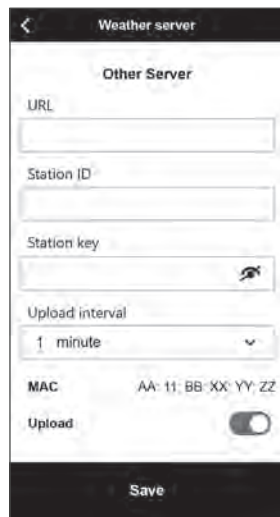 Weather server
Other Server
URL
Station ID
Station key
Upload interval
1 minute
MAC AA: 11: BB: XX: YY: ZZ
Upload
Save